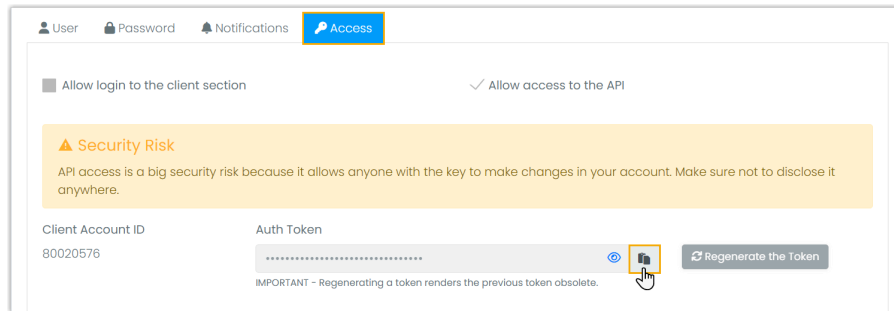 User Password Notifications Access
Allow login to the client section Allow access to the API
Security Risk
API access is a big security risk because it allows anyone with the key to make changes in your account. Make sure not to disclose it
anywhere.
Client Account ID Auth Token
80020576 •••••••••••••••••••••••••••••••• Regenerate the Token
IMPORTANT - Regenerating a token renders the previous token obsolete.